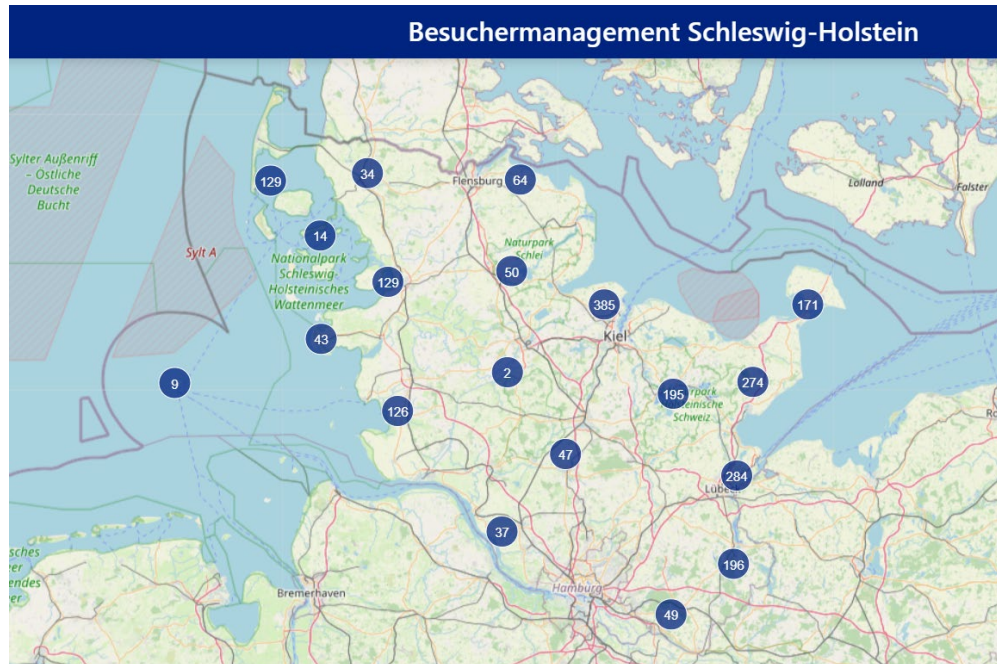 Besuchermanagement Schleswig-Holstein
Sylter Außenriff
– Östliche
Deutsche
Bucht
Sylt A
129
34
Flensburg
64
Lolland
Falster
14
Nationalpark
Schleswig-
Holsteinisches
Wattenmeer
129
Naturpark
Schlei
50
385
Kiel
171
43
9
2
195
Schweiz
274
126
47
284
37
196
Hamburg
Bremerhaven
49